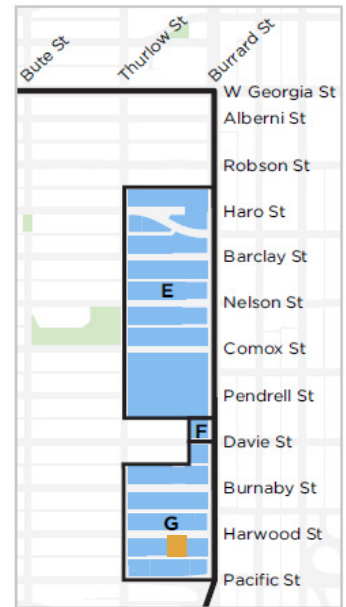 Bute St
Thurlow St
Burrard St
W Georgia St
Alberni St
Robson St
Haro St
Barclay St
E
Nelson St
Comox St
Pendrell St
F
Davie St
Burnaby St
G
Harwood St
Pacific St